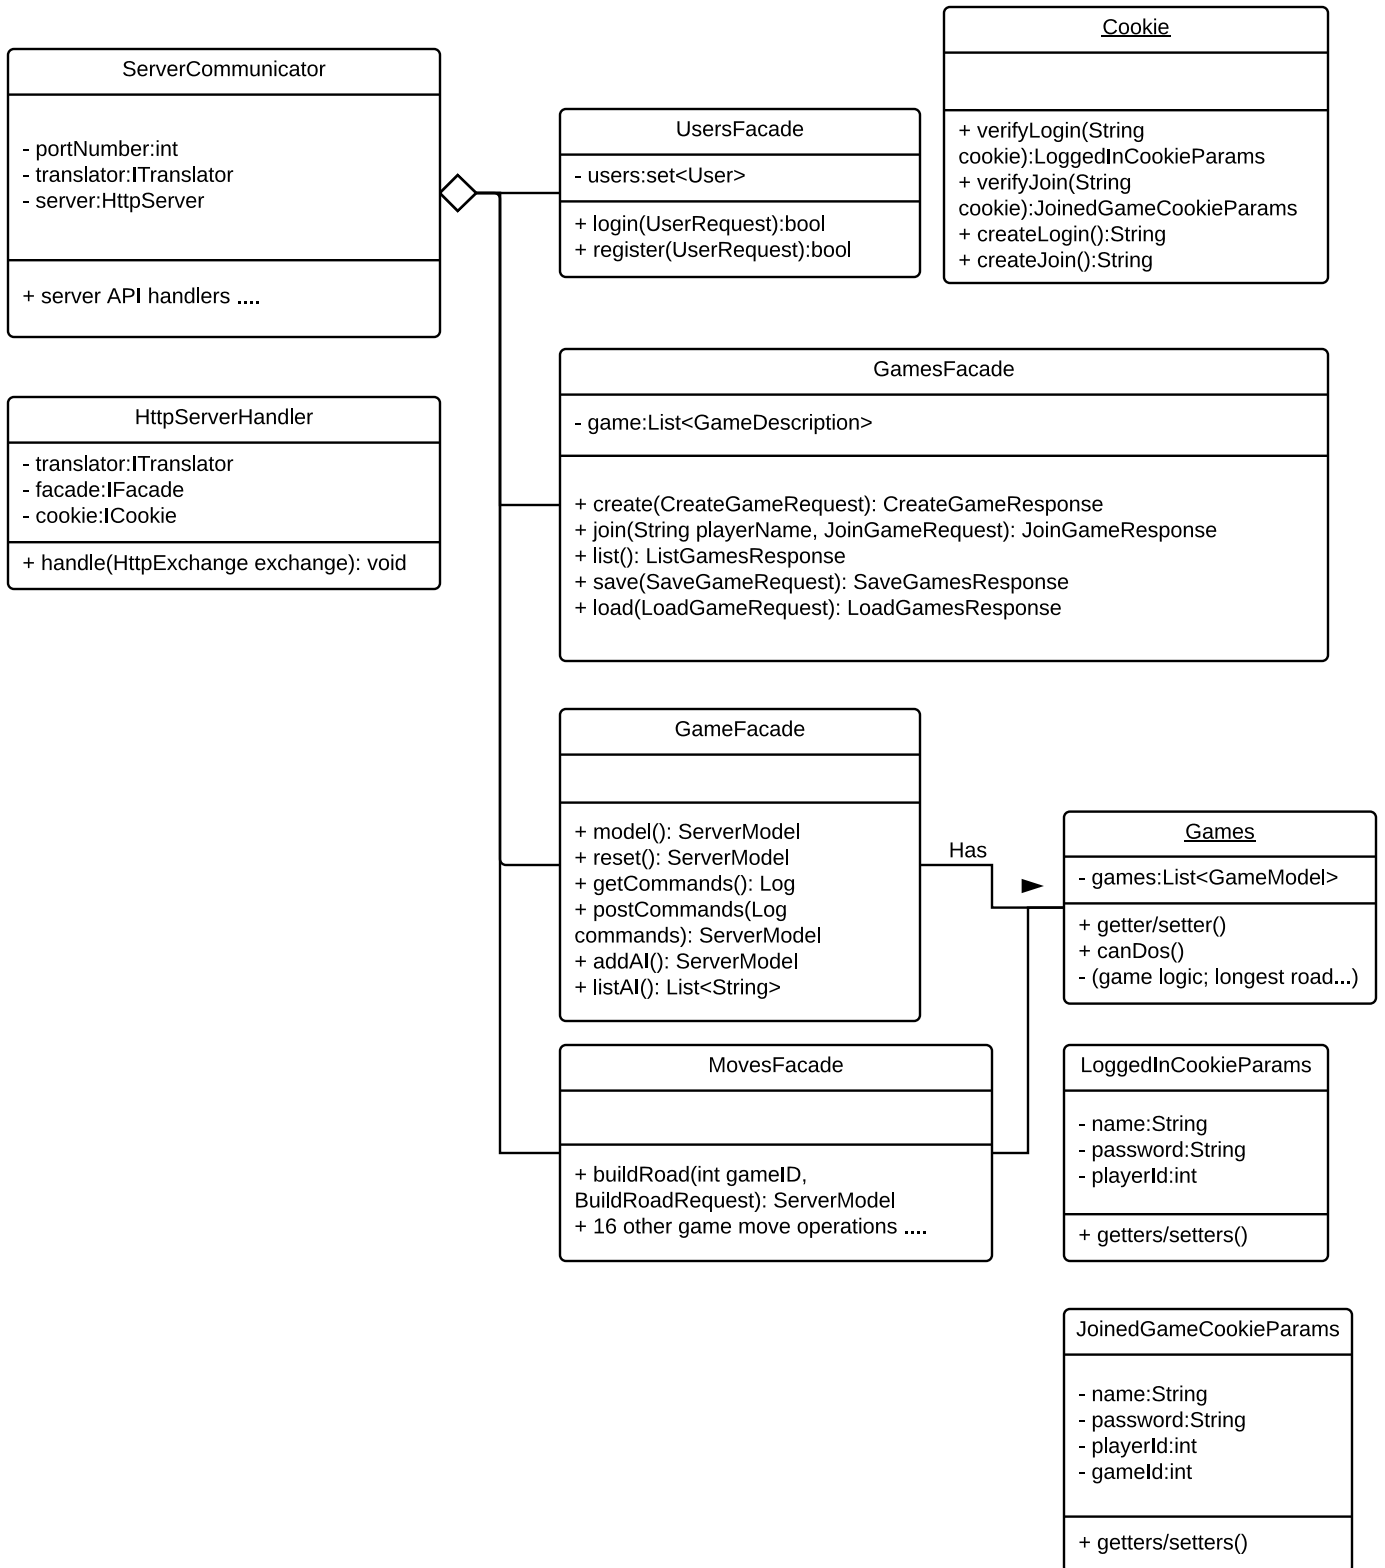 ServerCommunicator
- portNumber:int
- translator:ITranslator
- server:HttpServer
+ server API handlers ....
HttpServerHandler
- translator:ITranslator
- facade:IFacade
- cookie:ICookie
+ handle(HttpExchange exchange): void
UsersFacade
- users:set<User>
+ login(UserRequest):bool
+ register(UserRequest):bool
Cookie
+ verifyLogin(String
cookie):LoggedInCookieParams
+ verifyJoin(String
cookie):JoinedGameCookieParams
+ createLogin():String
+ createJoin():String
GamesFacade
- game:List<GameDescription>
+ create(CreateGameRequest): CreateGameResponse
+ join(String playerName, JoinGameRequest): JoinGameResponse
+ list(): ListGamesResponse
+ save(SaveGameRequest): SaveGamesResponse
+ load(LoadGameRequest): LoadGamesResponse
GameFacade
+ model(): ServerModel
+ reset(): ServerModel
+ getCommands(): Log
+ postCommands(Log
commands): ServerModel
+ addAI(): ServerModel
+ listAI(): List<String>
Has
Games
- games:List<GameModel>
+ getter/setter()
+ canDos()
- (game logic; longest road...)
MovesFacade
+ buildRoad(int gameID,
BuildRoadRequest): ServerModel
+ 16 other game move operations ....
LoggedInCookieParams
- name:String
- password:String
- playerId:int
+ getters/setters()
JoinedGameCookieParams
- name:String
- password:String
- playerId:int
- gameId:int
+ getters/setters()